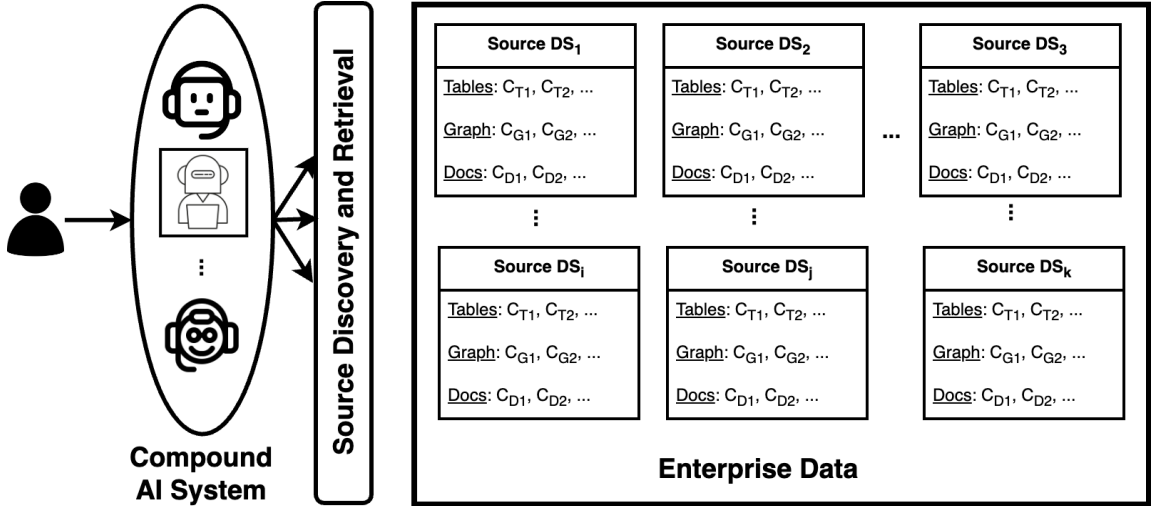 Compound
AI System
Source Discovery and Retrieval
Source DS1
Tables: CT1, CT2, ...
Graph: CG1, CG2, ...
Docs: CD1, CD2, ...
Source DS2
Tables: CT1, CT2, ...
Graph: CG1, CG2, ...
Docs: CD1, CD2, ...
...
Source DS3
Tables: CT1, CT2, ...
Graph: CG1, CG2, ...
Docs: CD1, CD2, ...
Source DSi
Tables: CT1, CT2, ...
Graph: CG1, CG2, ...
Docs: CD1, CD2, ...
Source DSj
Tables: CT1, CT2, ...
Graph: CG1, CG2, ...
Docs: CD1, CD2, ...
Source DSk
Tables: CT1, CT2, ...
Graph: CG1, CG2, ...
Docs: CD1, CD2, ...
Enterprise Data